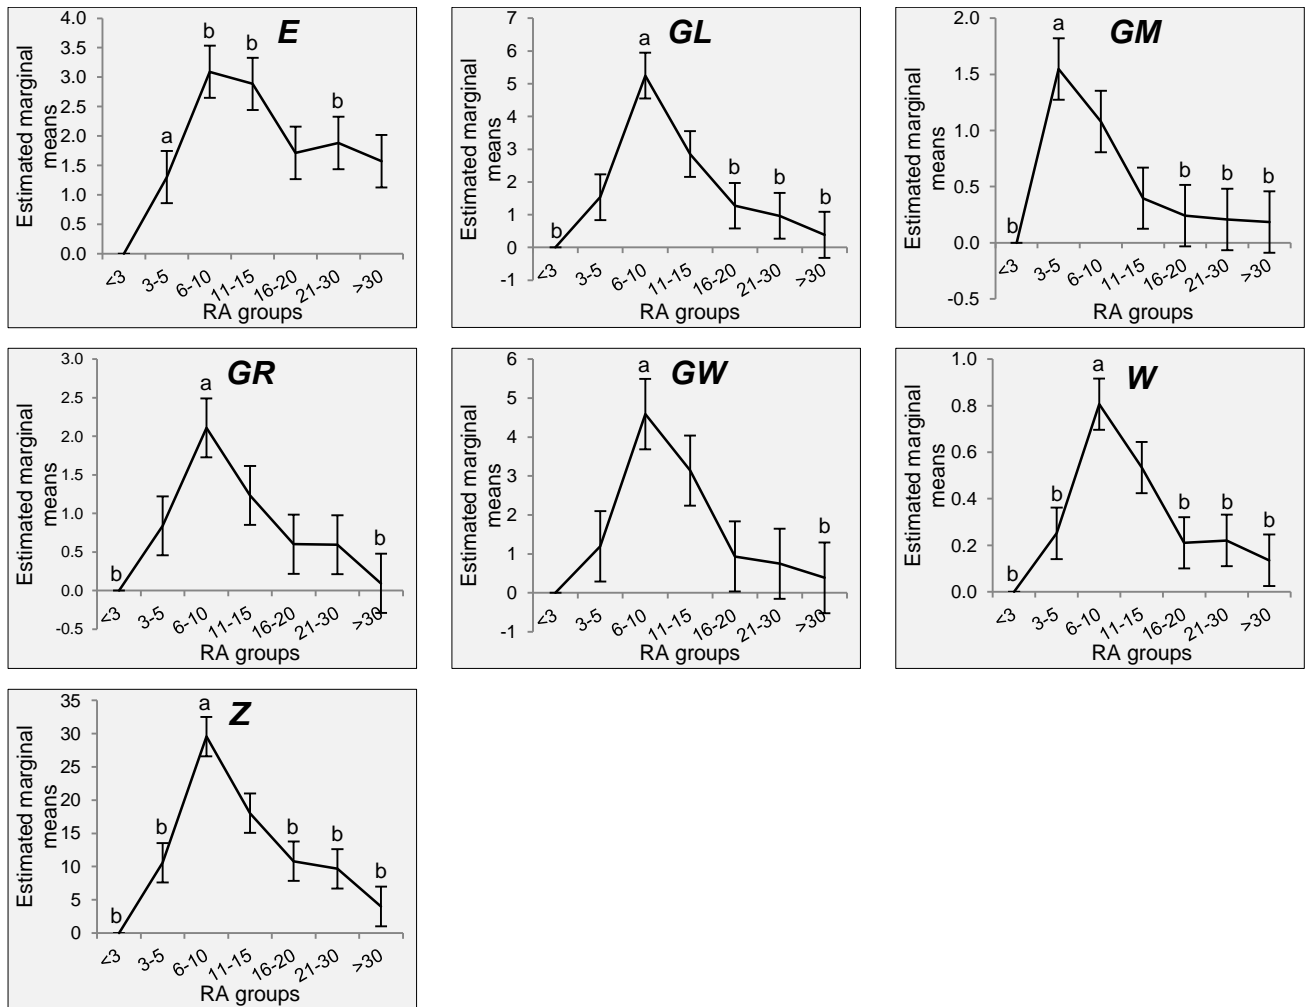 E
4.0
3.5
3.0
2.5
2.0
1.5
1.0
0.5
0.0
Estimated marginal
means
b b
a
b
<3 3-5 6-10 11-15 16-20 21-30 >30
RA groups
GL
7
6
5
4
3
2
1
0
-1
Estimated marginal
means
a
b b b
b
<3 3-5 6-10 11-15 16-20 21-30 >30
RA groups
GM
2.0
1.5
1.0
0.5
0.0
-0.5
Estimated marginal
means
a
b b b
b
<3 3-5 6-10 11-15 16-20 21-30 >30
RA groups
GR
3.0
2.5
2.0
1.5
1.0
0.5
0.0
-0.5
Estimated marginal
means
a
b b
<3 3-5 6-10 11-15 16-20 21-30 >30
RA groups
GW
6
5
4
3
2
1
0
-1
Estimated marginal
means
a
b
<3 3-5 6-10 11-15 16-20 21-30 >30
RA groups
W
1.0
0.8
0.6
0.4
0.2
0.0
Estimated marginal
means
a
b
b b
b
b
<3 3-5 6-10 11-15 16-20 21-30 >30
RA groups
Z
35
30
25
20
15
10
5
0
Estimated marginal
means
a
b b
b
b
b
<3 3-5 6-10 11-15 16-20 21-30 >30
RA groups